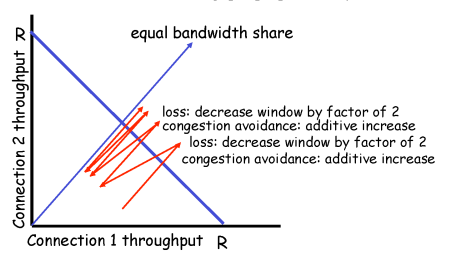 R
equal bandwidth share
loss: decrease window by factor of 2
congestion avoidance: additive increase
loss: decrease window by factor of 2
congestion avoidance: additive increase
Connection 2 throughput
Connection 1 throughput
R